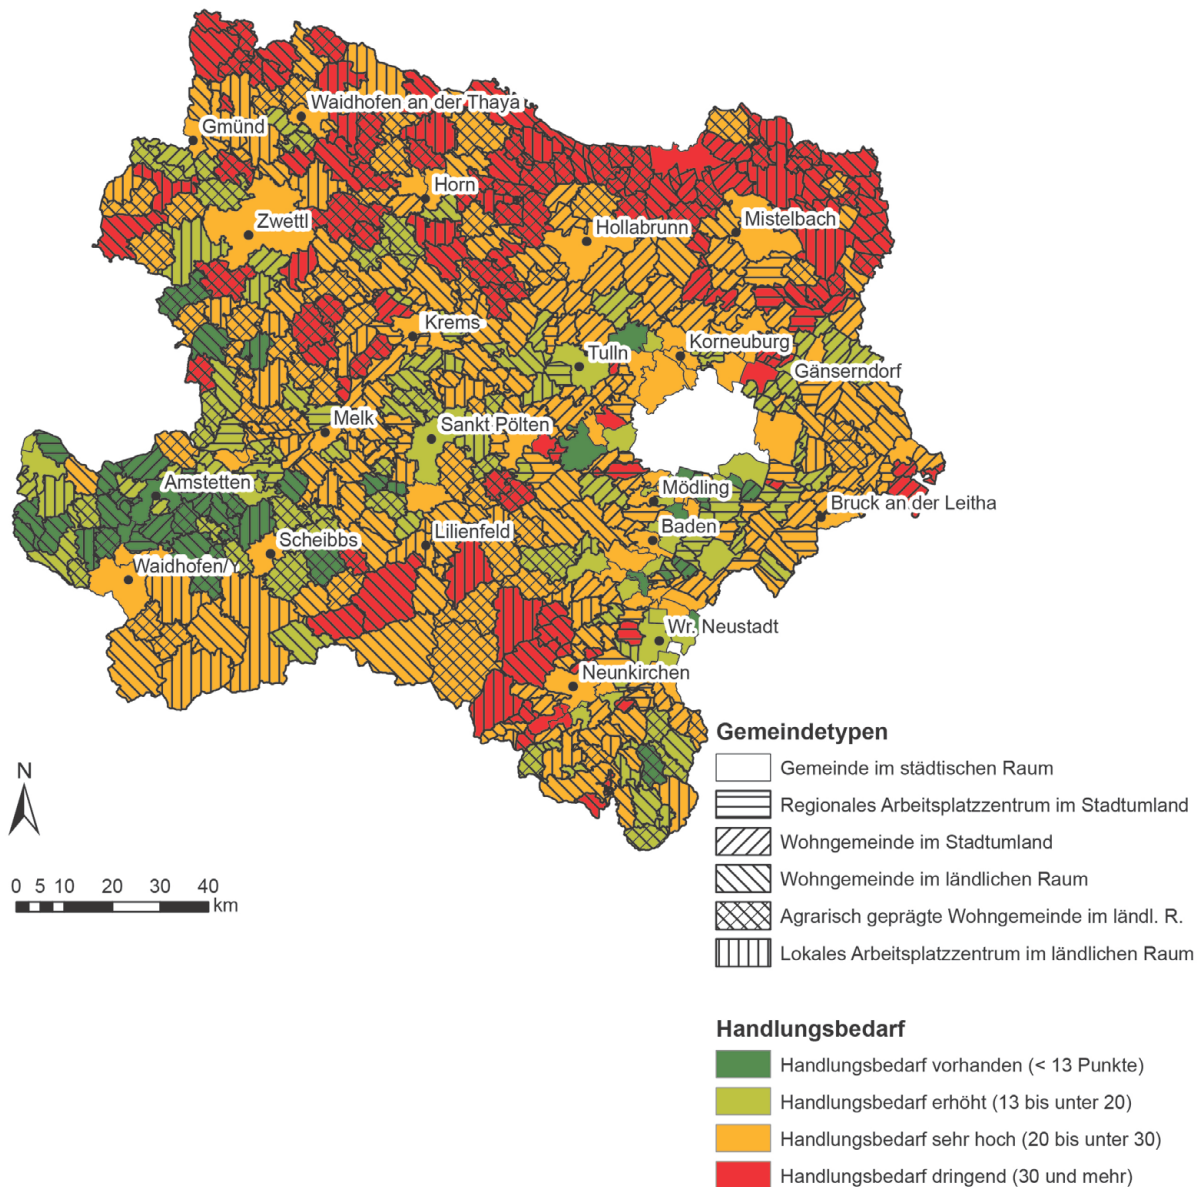 Waidhofen an der Thaya
Gmünd
Horn
Zwettl
Hollabrunn
Mistelbach
Krems
Tulln
Korneuburg
Gänserndorf
Melk
Sankt Pölten
Amstetten
Mödling
Bruck an der Leitha
Scheibbs
Lilienfeld
Baden
Waidhofen/Y
Wr. Neustadt
Neunkirchen
N
0 5 10 20 30 40
km
Gemeindetypen
Gemeinde im städtischen Raum
Regionales Arbeitsplatzzentrum im Stadtumland
Wohngemeinde im Stadtumland
Wohngemeinde im ländlichen Raum
Agrarisch geprägte Wohngemeinde im ländl. R.
Lokales Arbeitsplatzzentrum im ländlichen Raum
Handlungsbedarf
Handlungsbedarf vorhanden (< 13 Punkte)
Handlungsbedarf erhöht (13 bis unter 20)
Handlungsbedarf sehr hoch (20 bis unter 30)
Handlungsbedarf dringend (30 und mehr)